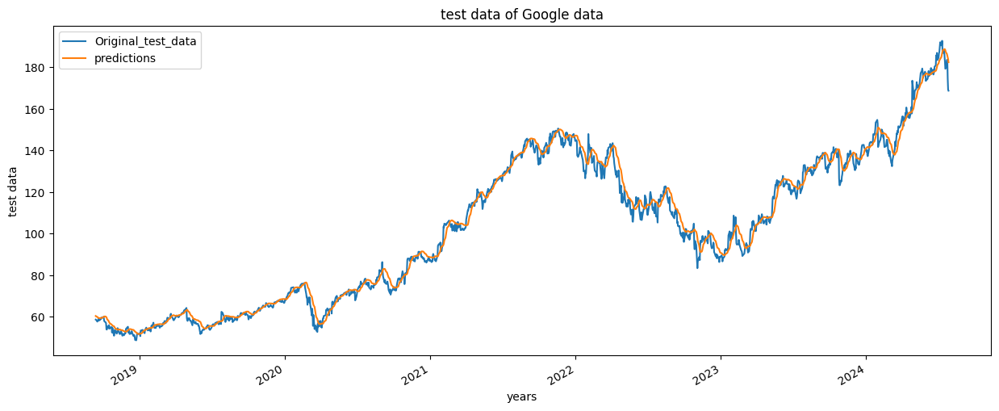 test data of Google data
Original_test_data
predictions
180
160
140
120
100
80
60
test data
2019
2020
2021
2022
2023
2024
years